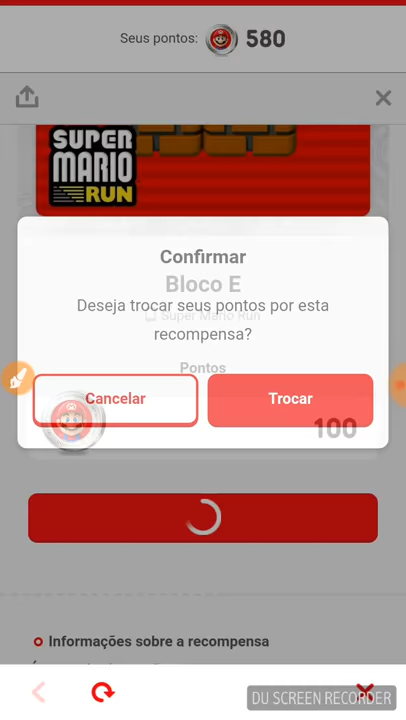 Seus pontos: 580
SUPER
MARIO
RUN
Confirmar
Bloco E
Deseja trocar seus pontos por esta
Super Mario Run
recompensa?
Pontos
Cancelar
Trocar
100
Informações sobre a recompensa
DU SCREEN RECORDER